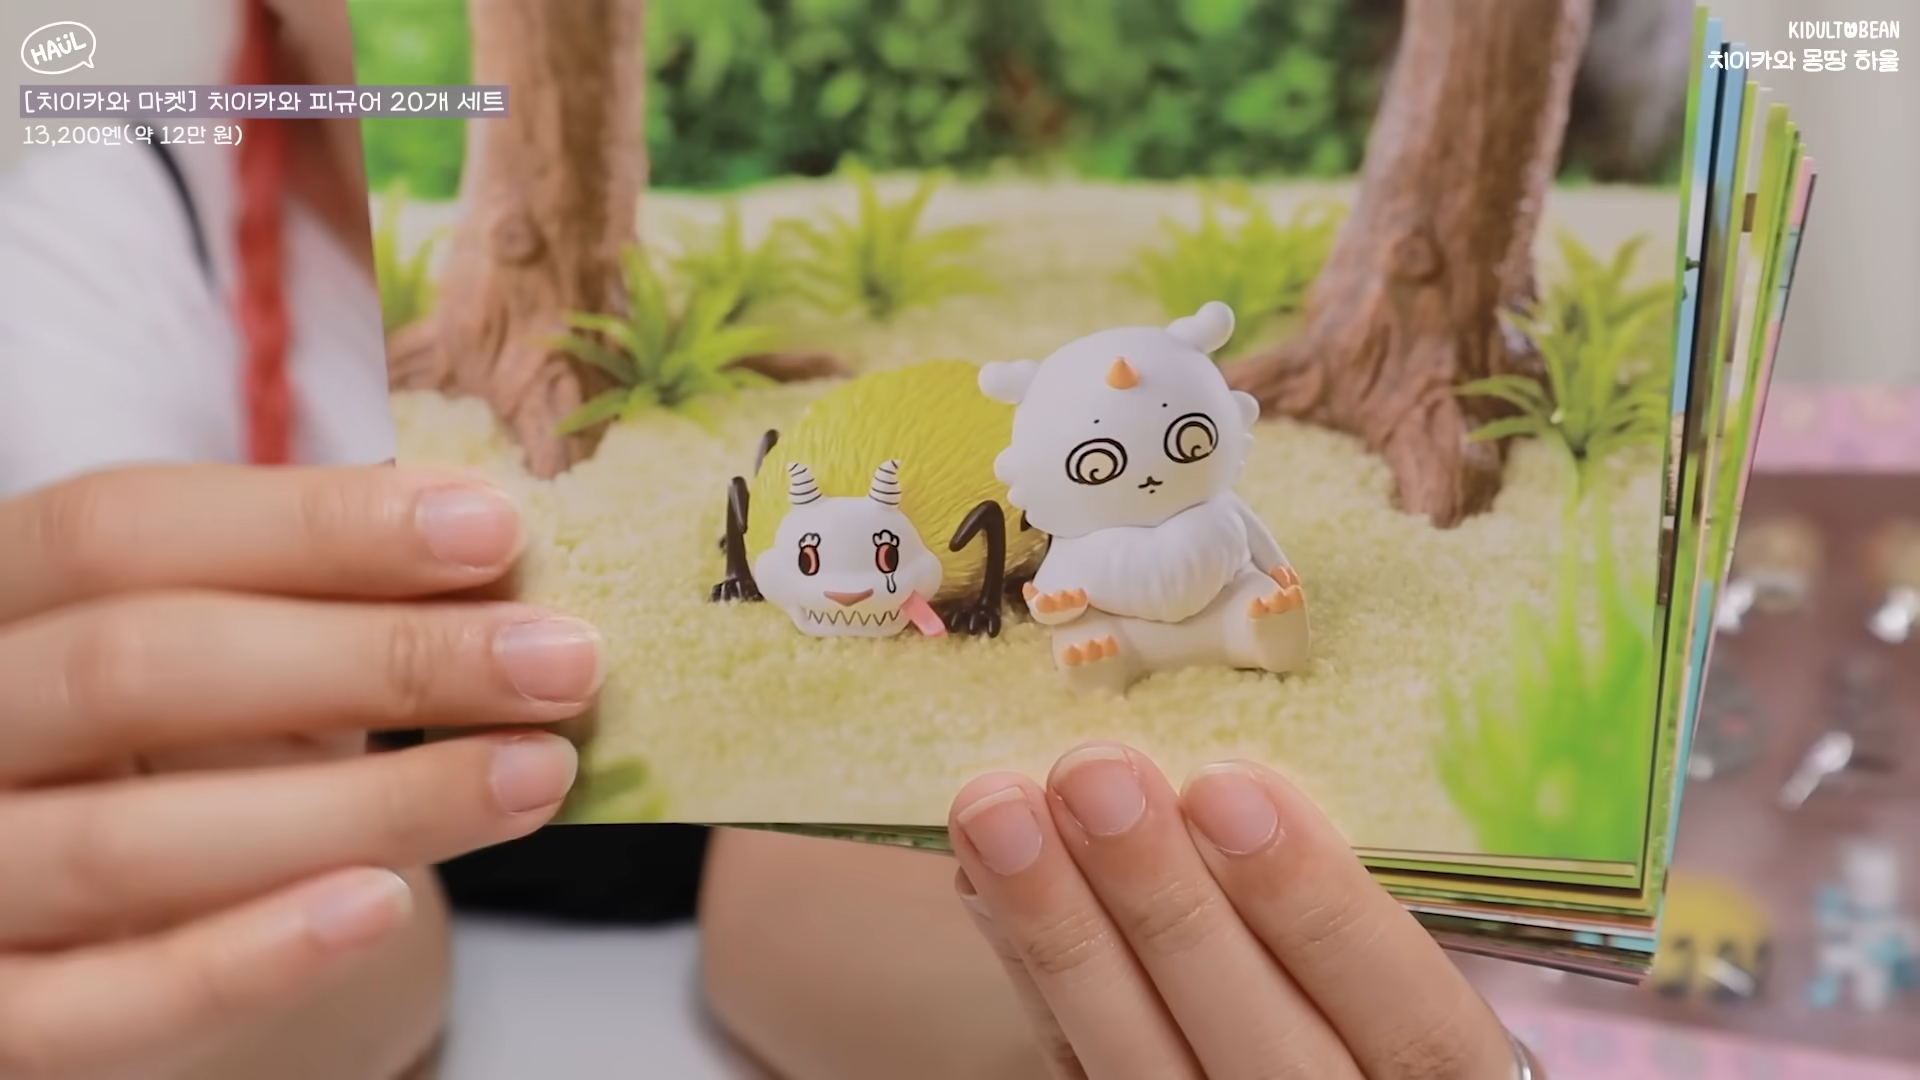 HAÜL
[치이카와 마켓] 치이카와 피규어 20개 세트
13,200엔(약 12만 원)
KIDULT BEAN
치이카와 몽땅 하울